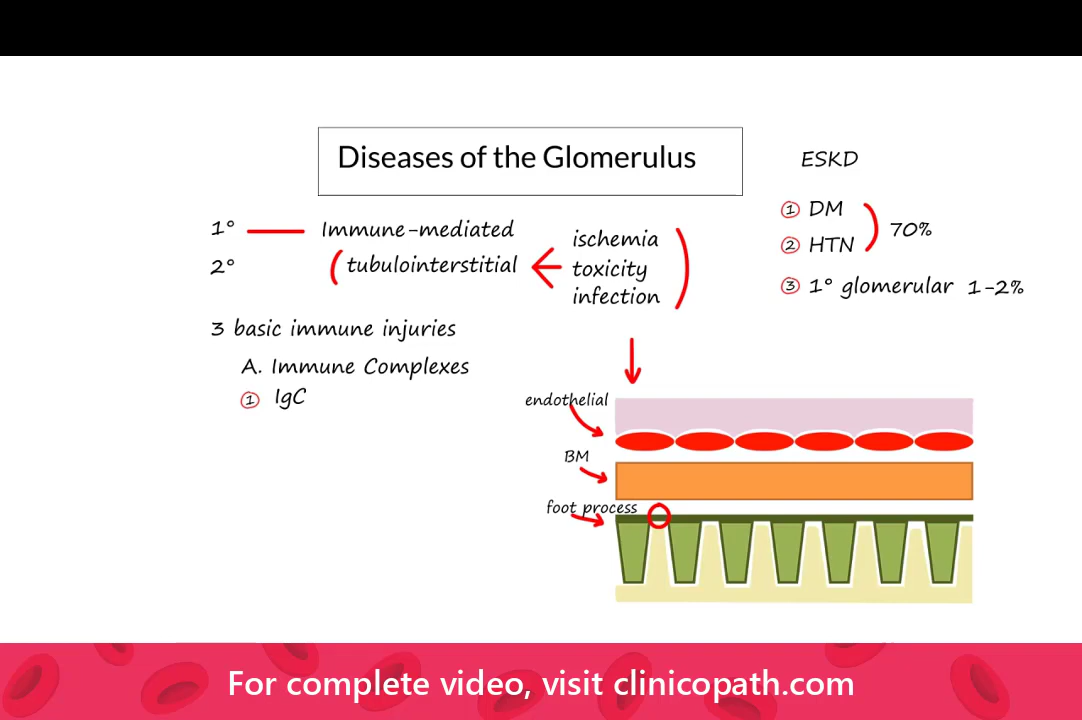 Diseases of the Glomerulus
1° Immune-mediated
2° tubulointerstitial
ischemia
toxicity
infection
ESKD
1 DM
2 HTN
70%
3 1° glomerular 1-2%
3 basic immune injuries
A. Immune Complexes
1 IgC
endothelial
BM
foot process
For complete video, visit clinicopath.com